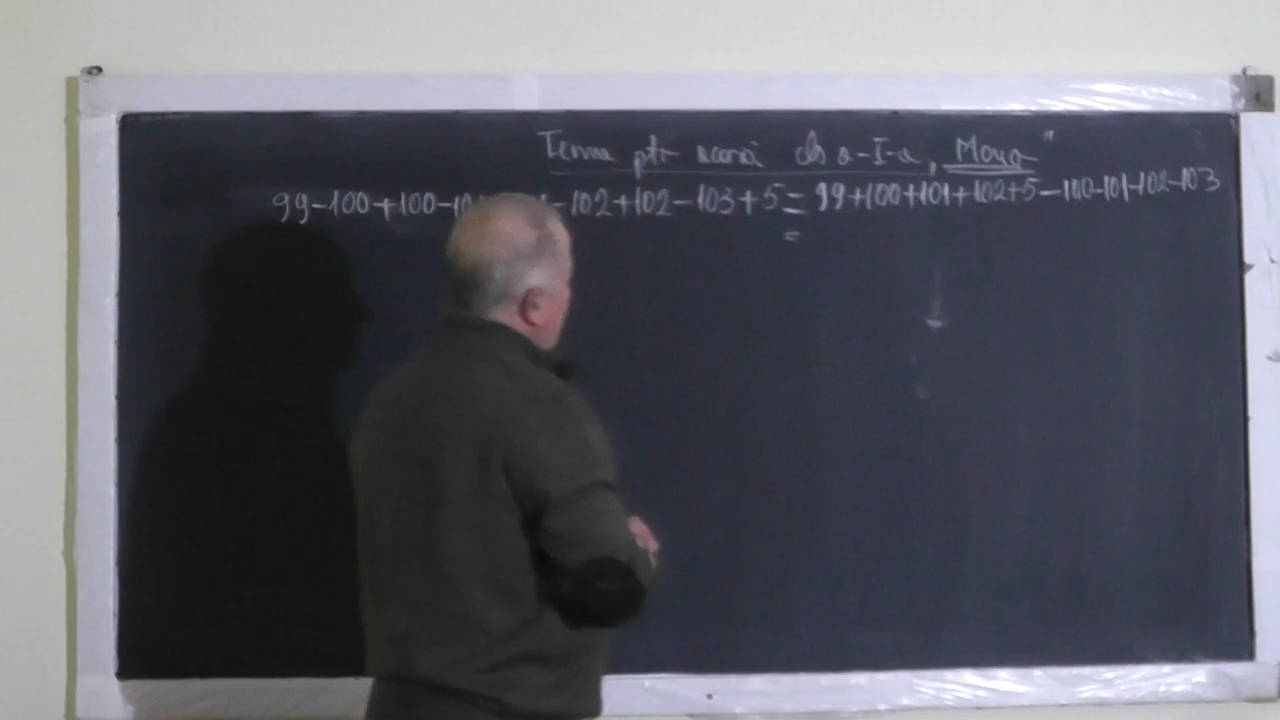 Tema ptr acasă cls a-I-a, Moua"
99-100+100-10 - 102+102-103+5 = 99+100+101+102+5-100-101-102-103
=